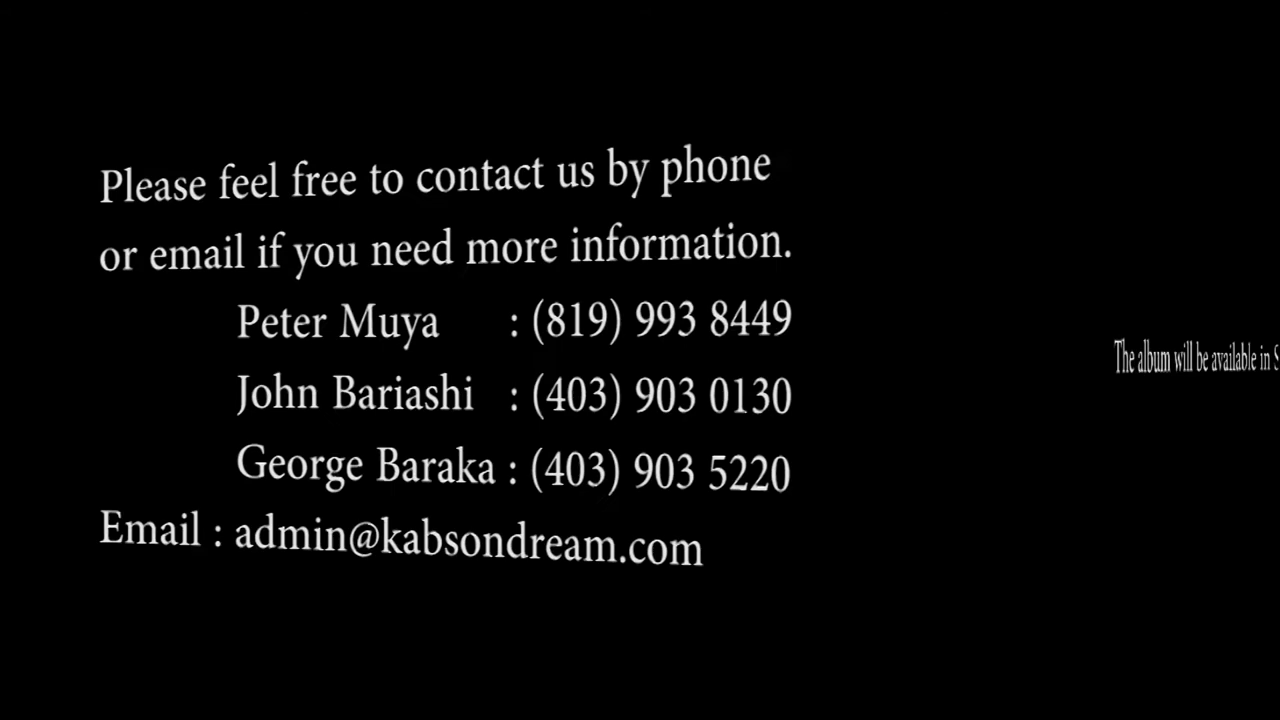 Please feel free to contact us by phone
or email if you need more information.
Peter Muya : (819) 993 8449
John Bariashi : (403) 903 0130
George Baraka : (403) 903 5220
Email : admin@kabsondream.com
The album will be available in S